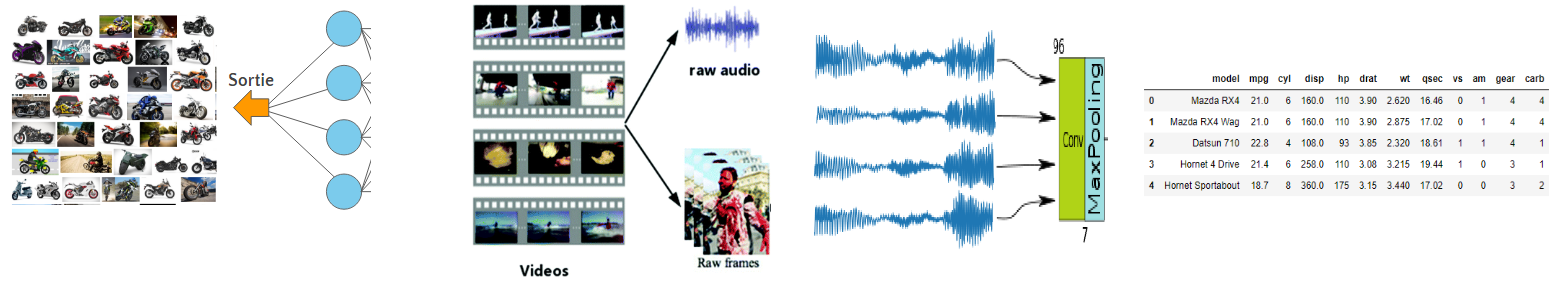 Sortie
raw audio
Raw frames
Videos
96
Conv
MaxPooling
7
model mpg cyl disp hp drat wt qsec vs am gear carb
0 Mazda RX4 21.0 6 160.0 110 3.90 2.620 16.46 0 1 4 4
1 Mazda RX4 Wag 21.0 6 160.0 110 3.90 2.875 17.02 0 1 4 4
2 Datsun 710 22.8 4 108.0 93 3.85 2.320 18.61 1 1 4 1
3 Hornet 4 Drive 21.4 6 258.0 110 3.08 3.215 19.44 1 0 3 1
4 Hornet Sportabout 18.7 8 360.0 175 3.15 3.440 17.02 0 0 3 2